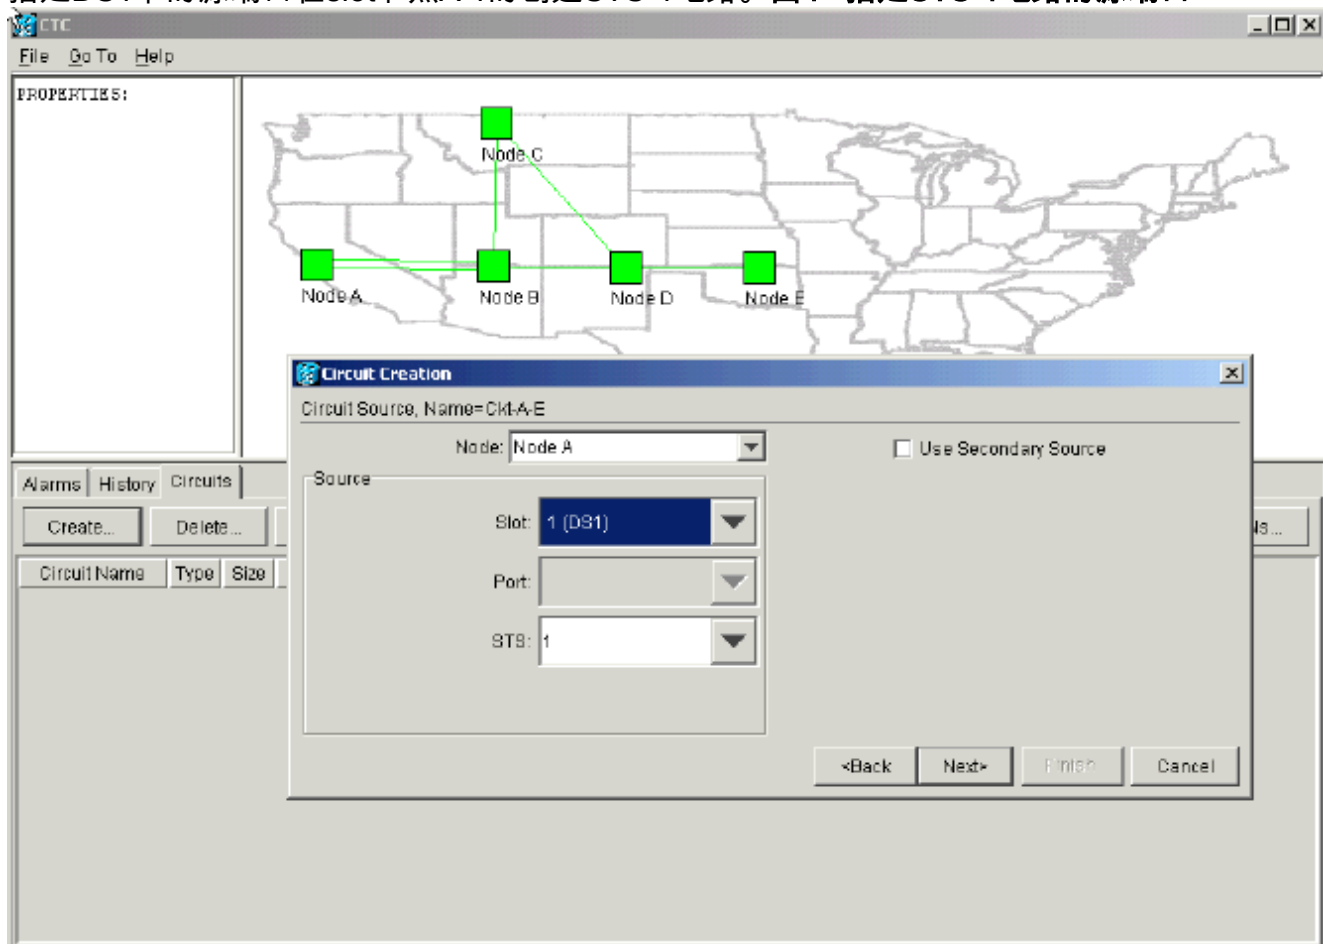 CTC
File Go To Help
PROPERTIES:
Node C
Node A
Node B
Node D
Node E
Circuit Creation
Circuit Source, Name=Ckt-A-E
Node: Node A
Use Secondary Source
Alarms History Circuits
Source
Create... Delete...
Slot: 1 (DS1)
Circuit Name Type Size
Port:
STS: 1
<Back Next> Finish Cancel